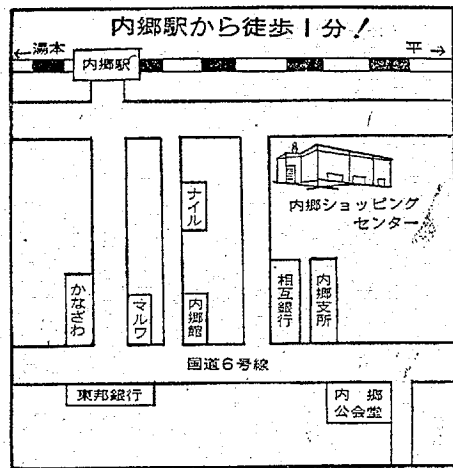 内郷駅から徒歩1分！
←湯本
平→
内郷駅
内郷ショッピング
センター
ナイル
かなざわ
マルワ
内郷館
相互銀行
内郷支所
国道6号線
東邦銀行
内郷
公会堂